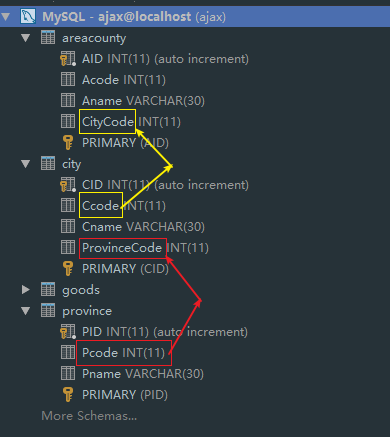 MySQL - ajax@localhost (ajax)
areacounty
AID INT(11) (auto increment)
Acode INT(11)
Aname VARCHAR(30)
CityCode INT(11)
PRIMARY (AID)
city
CID INT(11) (auto increment)
Ccode INT(11)
Cname VARCHAR(30)
ProvinceCode INT(11)
PRIMARY (CID)
goods
province
PID INT(11) (auto increment)
Pcode INT(11)
Pname VARCHAR(30)
PRIMARY (PID)
More Schemas...